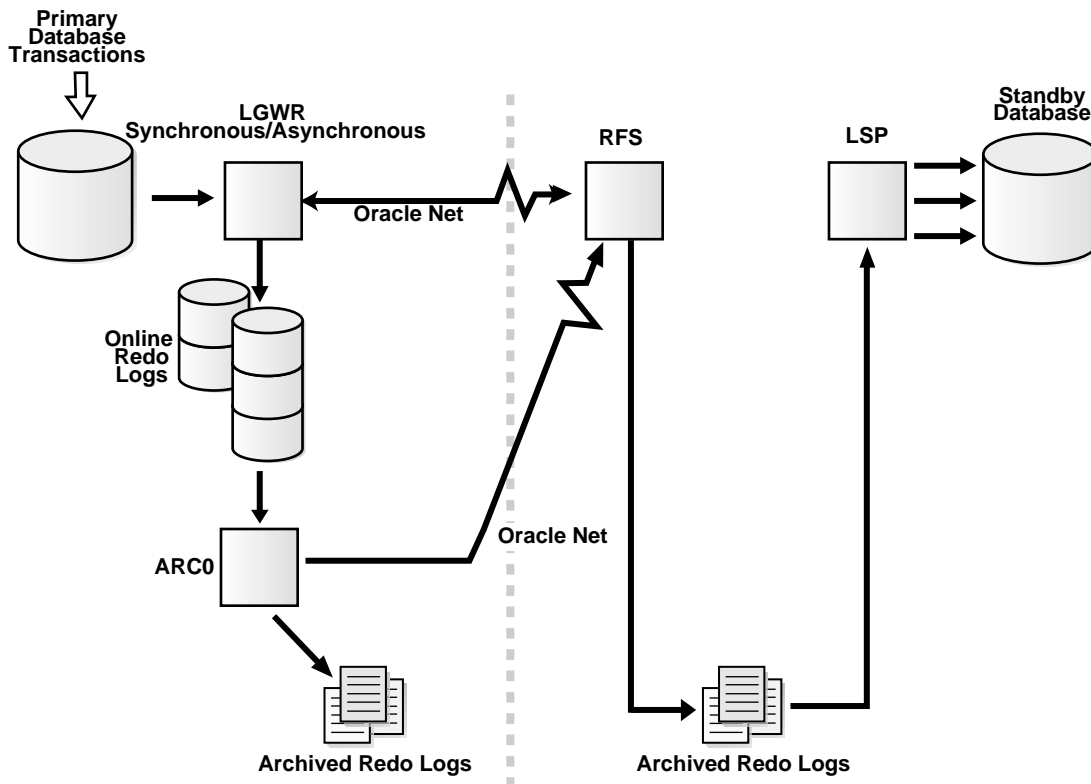 Primary
Database
Transactions
LGWR
Synchronous/Asynchronous
RFS
LSP
Standby
Database
Oracle Net
Online
Redo
Logs
Oracle Net
ARC0
Archived Redo Logs
Archived Redo Logs